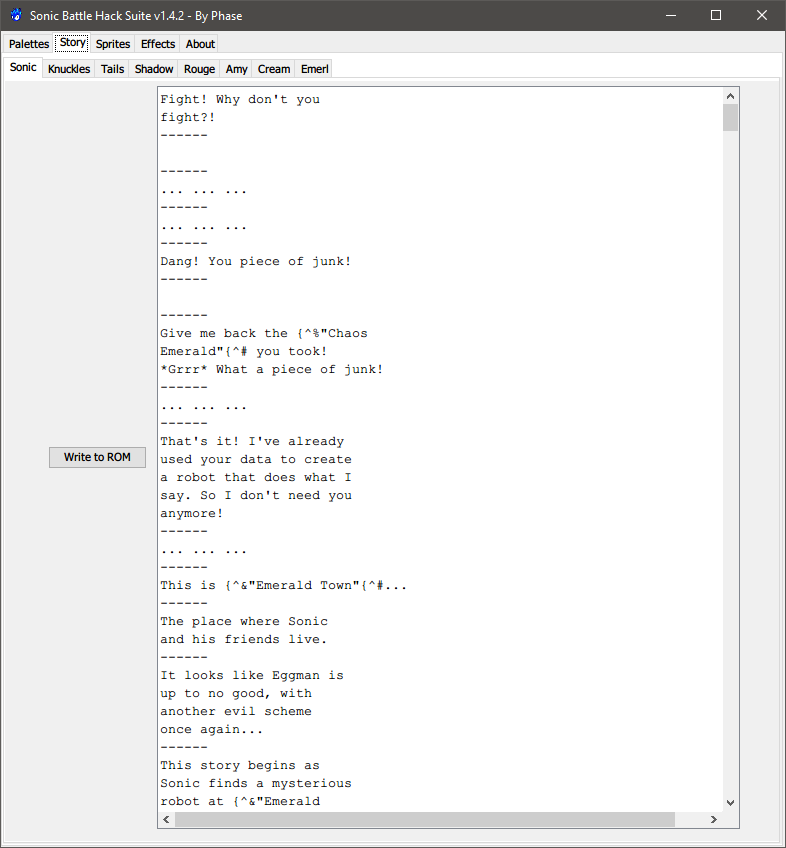 Sonic Battle Hack Suite v1.4.2 - By Phase
Palettes Story Sprites Effects About
Sonic Knuckles Tails Shadow Rouge Amy Cream Emerl
Fight! Why don't you
fight?!
------
------
... ... ...
------
... ... ...
------
Dang! You piece of junk!
------
------
Give me back the {^%"Chaos
Emerald"{^# you took!
*Grrr* What a piece of junk!
------
... ... ...
------
That's it! I've already
used your data to create
a robot that does what I
say. So I don't need you
anymore!
------
... ... ...
------
This is {^&"Emerald Town"{^#...
------
The place where Sonic
and his friends live.
------
It looks like Eggman is
up to no good, with
another evil scheme
once again...
------
This story begins as
Sonic finds a mysterious
robot at {^&"Emerald
Write to ROM